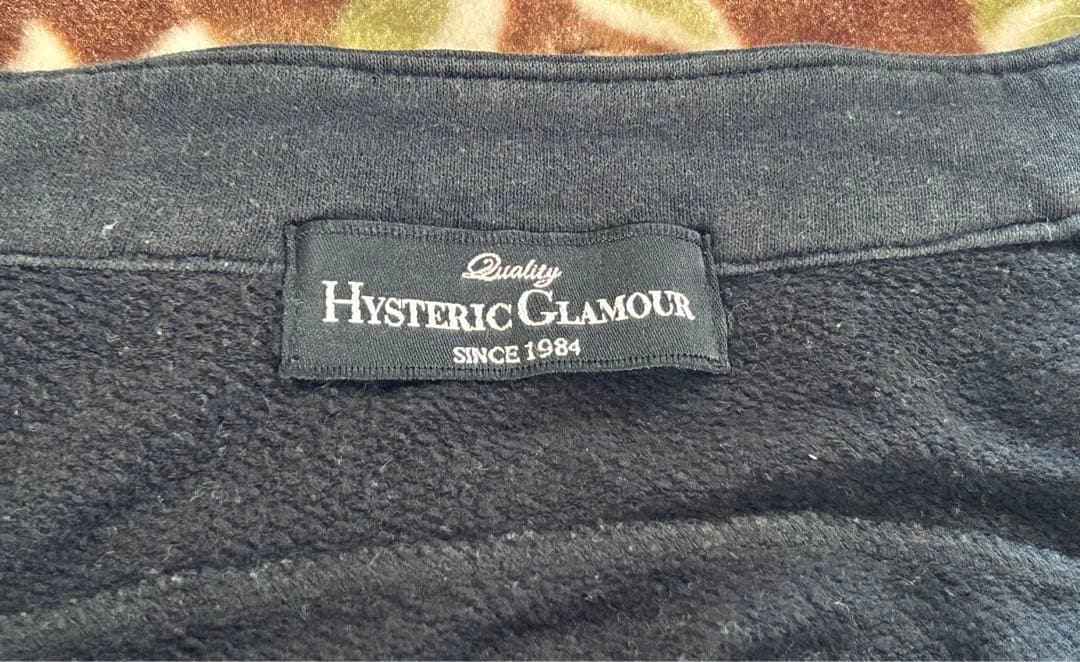 Quality
HYSTERIC GLAMOUR
SINCE 1984